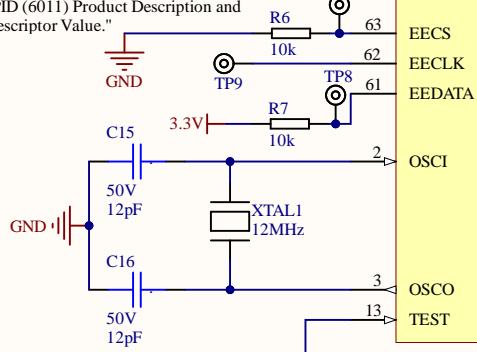 PID (6011) Product Description and
escriptor Value."
R6
10k
63
EECS
GND
62
EECLK
TP9
TP8
61
EEDATA
R7
3.3V
10k
C15
2
OSCI
50V
12pF
XTAL1
12MHz
GND
C16
3
OSCO
50V
12pF
13
TEST